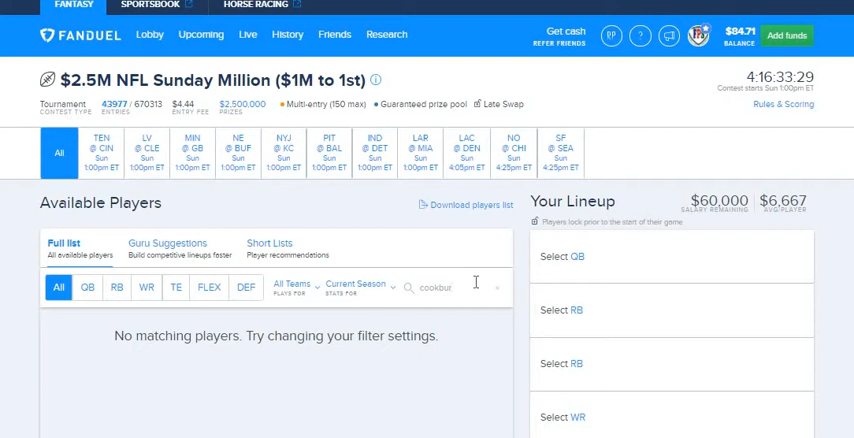 FANTASY SPORTSBOOK HORSE RACING
FANDUEL Lobby Upcoming Live History Friends Research Get cash REFER FRIENDS ? $84.71 BALANCE Add funds
$2.5M NFL Sunday Million ($1M to 1st) 4:16:33:29
Contest starts Sun 1:00pm ET
Tournament 43977 / 670313 $4.44 $2,500,000 Multi-entry (150 max) Guaranteed prize pool Late Swap Rules & Scoring
CONTEST TYPE ENTRIES ENTRY FEE PRIZES
All
TEN @ CIN Sun 1:00pm ET
LV @ CLE Sun 1:00pm ET
MIN @ GB Sun 1:00pm ET
NE @ BUF Sun 1:00pm ET
NYJ @ KC Sun 1:00pm ET
PIT @ BAL Sun 1:00pm ET
IND @ DET Sun 1:00pm ET
LAR @ MIA Sun 1:00pm ET
LAC @ DEN Sun 4:05pm ET
NO @ CHI Sun 4:25pm ET
SF @ SEA Sun 4:25pm ET
Available Players Download players list
Full list Guru Suggestions Short Lists
All available players Build competitive lineups faster Player recommendations
All QB RB WR TE FLEX DEF All Teams PLAYS FOR Current Season STATS FOR cookbur ×
No matching players. Try changing your filter settings.
Your Lineup $60,000 SALARY REMAINING $6,667 AVG/PLAYER
Players lock prior to the start of their game
Select QB
Select RB
Select RB
Select WR